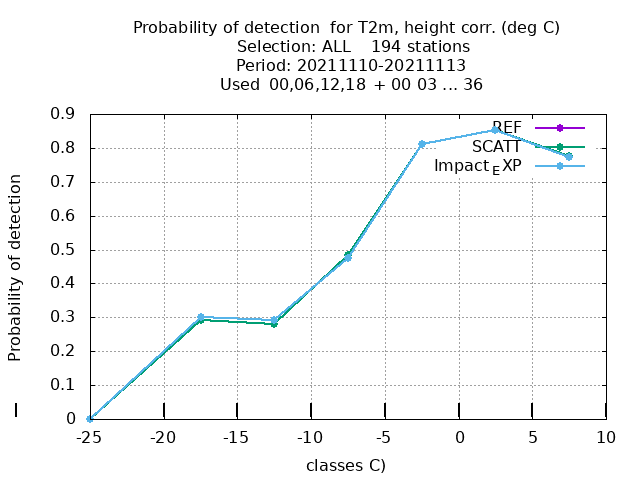 Probability of detection for T2m, height corr. (deg C)
Selection: ALL 194 stations
Period: 20211110-20211113
Used 00,06,12,18 + 00 03 ... 36
Probability of detection
0.9
0.8
0.7
0.6
0.5
0.4
0.3
0.2
0.1
0
REF
SCATT
Impact_EXP
-25 -20 -15 -10 -5 0 5 10
classes C)